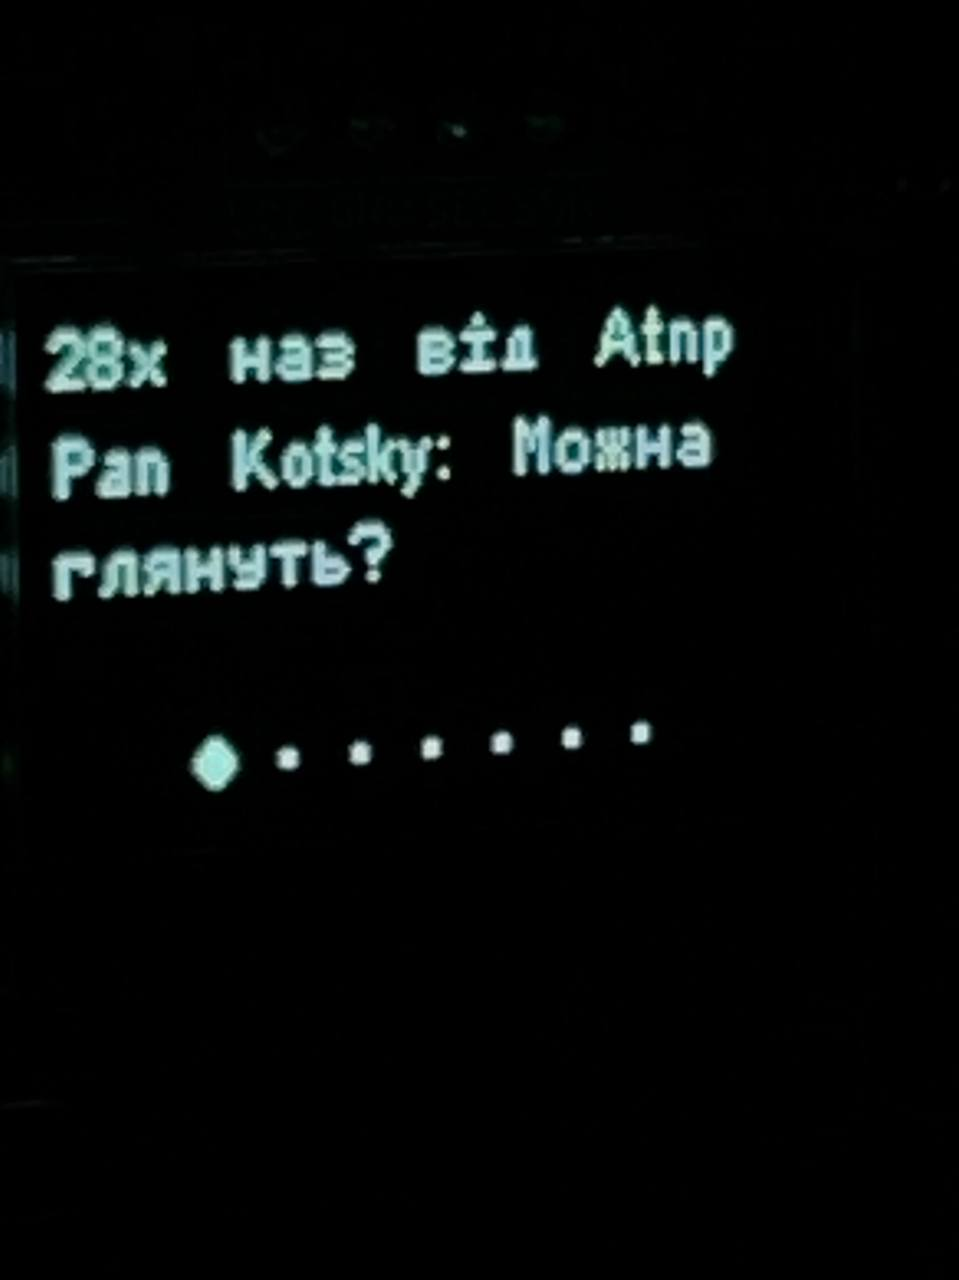 28х наз від Atnp
Pan Kotsky: Можна
глянуть?